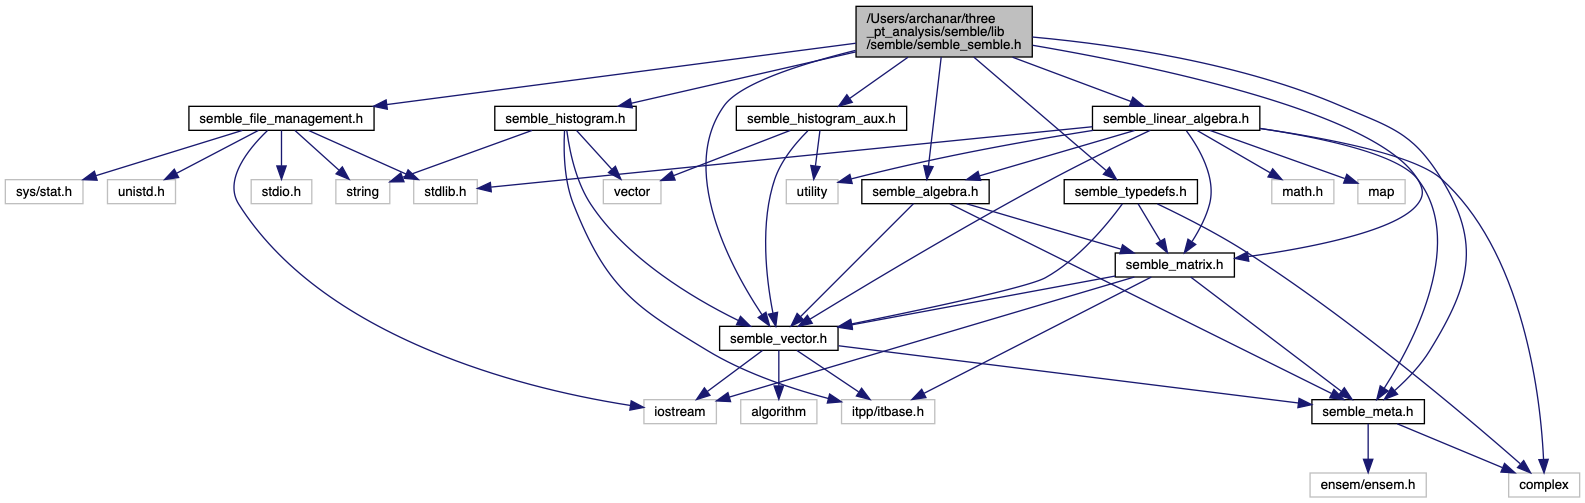 /Users/archanar/three
_pt_analysis/semble/lib
/semble/semble_semble.h
semble_file_management.h
semble_histogram.h
semble_histogram_aux.h
semble_linear_algebra.h
sys/stat.h
unistd.h
stdio.h
string
stdlib.h
vector
utility
semble_algebra.h
semble_typedefs.h
math.h
map
semble_matrix.h
semble_vector.h
iostream
algorithm
itpp/itbase.h
semble_meta.h
ensem/ensem.h
complex